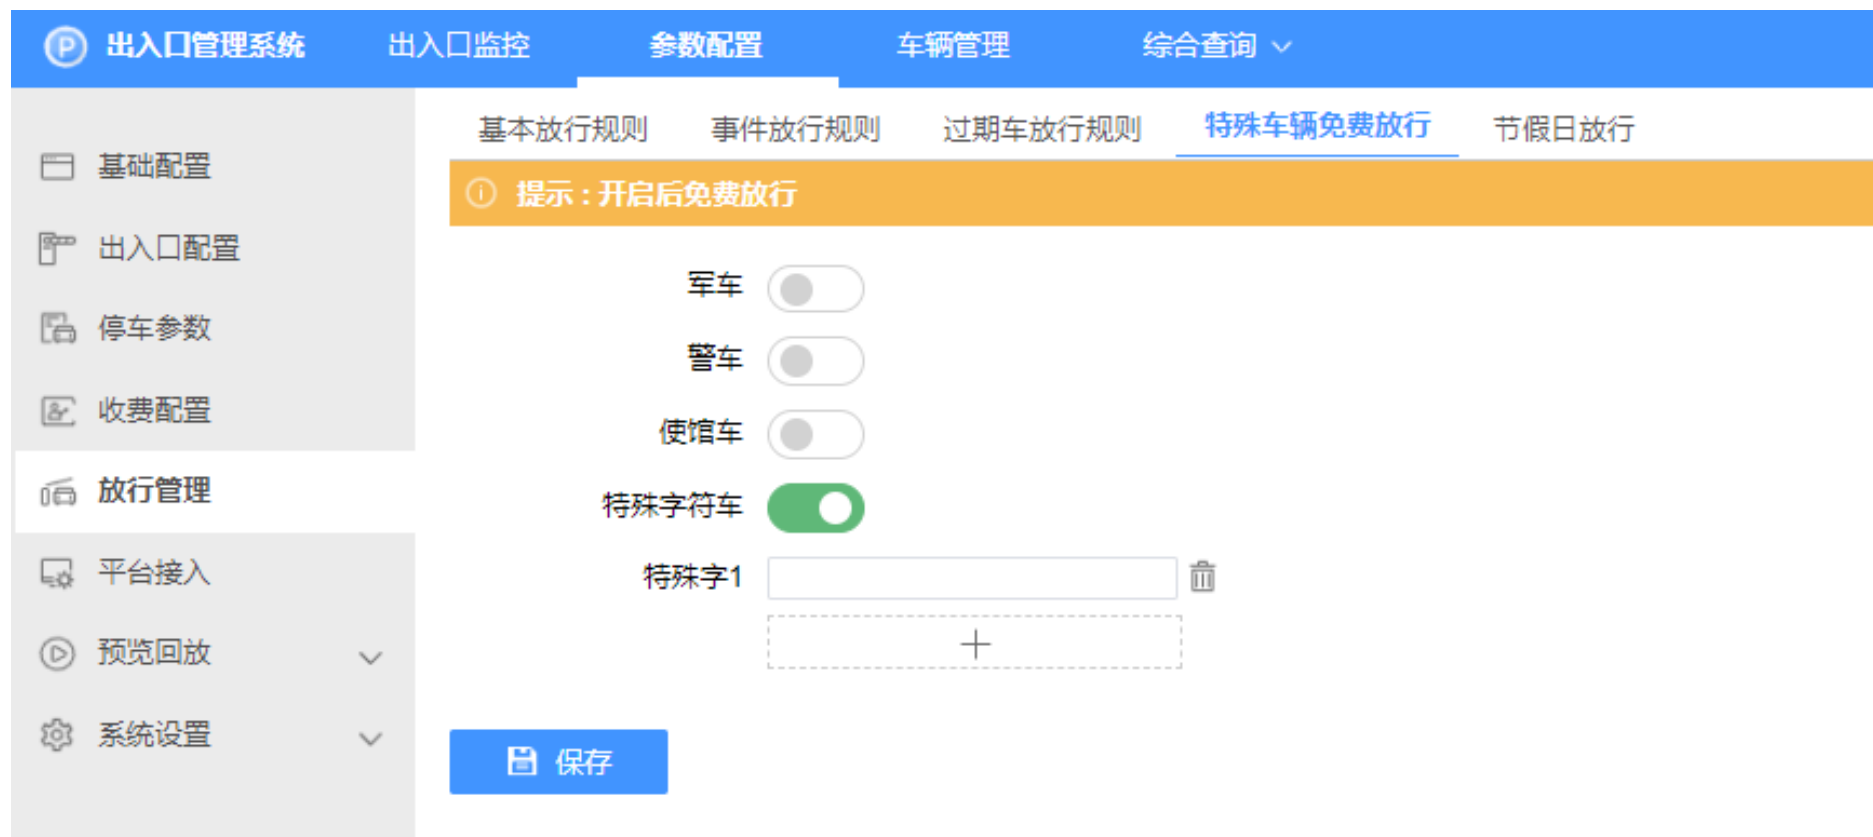 出入口管理系统 出入口监控 参数配置 车辆管理 综合查询
基本放行规则 事件放行规则 过期车放行规则 特殊车辆免费放行 节假日放行
基础配置
出入口配置
停车参数
收费配置
放行管理
平台接入
预览回放
系统设置
提示：开启后免费放行
军车
警车
使馆车
特殊字符车
特殊字1
保存